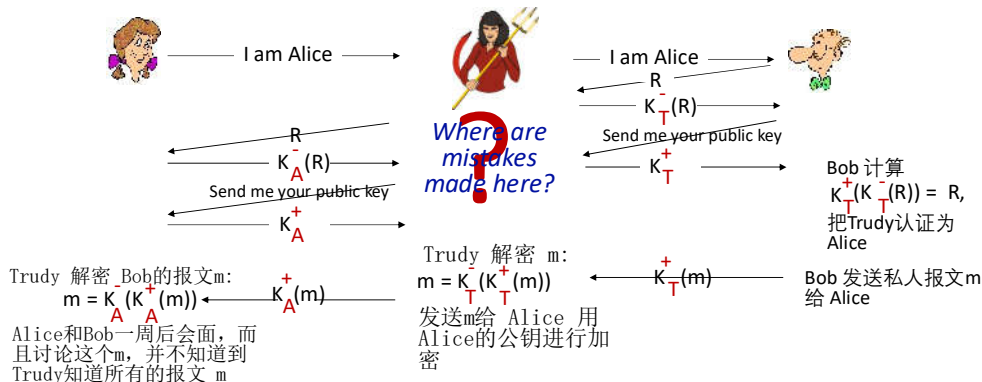 I am Alice
I am Alice
R
K⁻T(R)
Send me your public key
K⁺T
Where are
mistakes
made here?
?
R
K⁻A(R)
Send me your public key
K⁺A
Bob 计算
K⁺T(K⁻T(R)) = R,
把Trudy认证为
Alice
Bob 发送私人报文m
给 Alice
K⁺T(m)
Trudy 解密 m:
m = K⁻T(K⁺T(m))
发送m给 Alice 用
Alice的公钥进行加
密
K⁺A(m)
Trudy 解密 Bob的报文m:
m = K⁻A(K⁺A(m))
Alice和Bob一周后会面，而
且讨论这个m，并不知道到
Trudy知道所有的报文 m